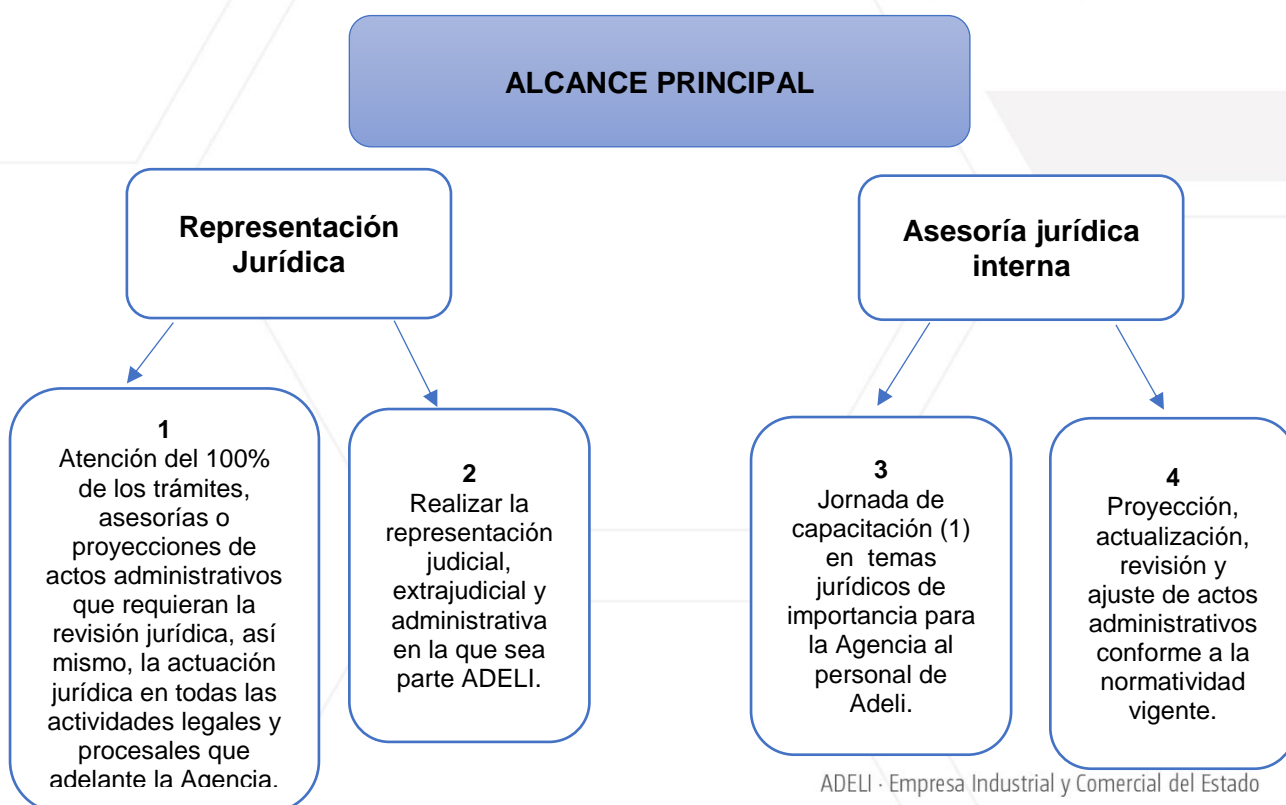 ALCANCE PRINCIPAL
Representación
Jurídica
Asesoría jurídica
interna
1
Atención del 100%
de los trámites,
asesorías o
proyecciones de
actos administrativos
que requieran la
revisión jurídica, así
mismo, la actuación
jurídica en todas las
actividades legales y
procesales que
adelante la Agencia.
2
Realizar la
representación
judicial,
extrajudicial y
administrativa
en la que sea
parte ADELI.
3
Jornada de
capacitación (1)
en temas
jurídicos de
importancia para
la Agencia al
personal de
Adeli.
4
Proyección,
actualización,
revisión y
ajuste de actos
administrativos
conforme a la
normatividad
vigente.
ADELI · Empresa Industrial y Comercial del Estado